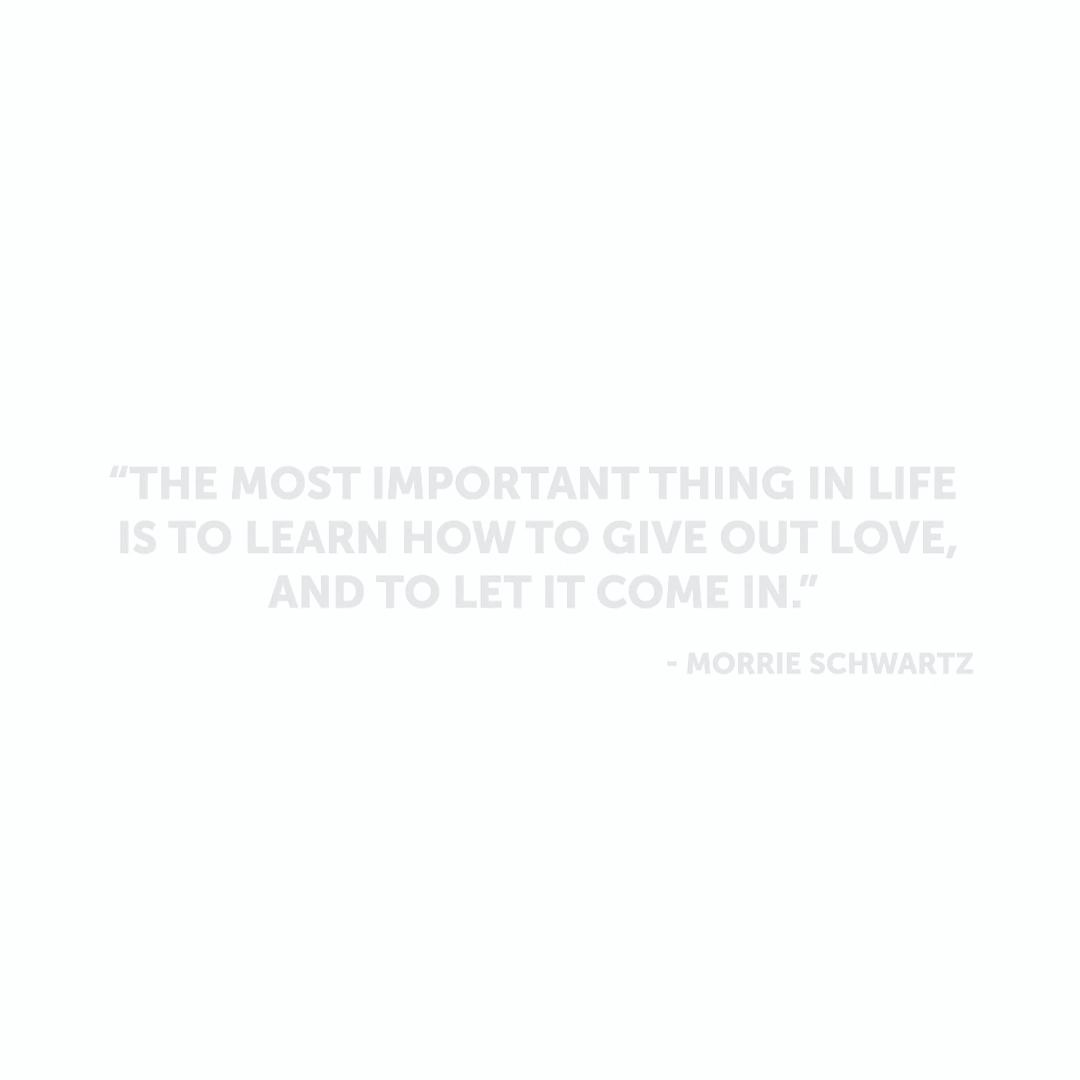 “THE MOST IMPORTANT THING IN LIFE
IS TO LEARN HOW TO GIVE OUT LOVE,
AND TO LET IT COME IN.”
- MORRIE SCHWARTZ